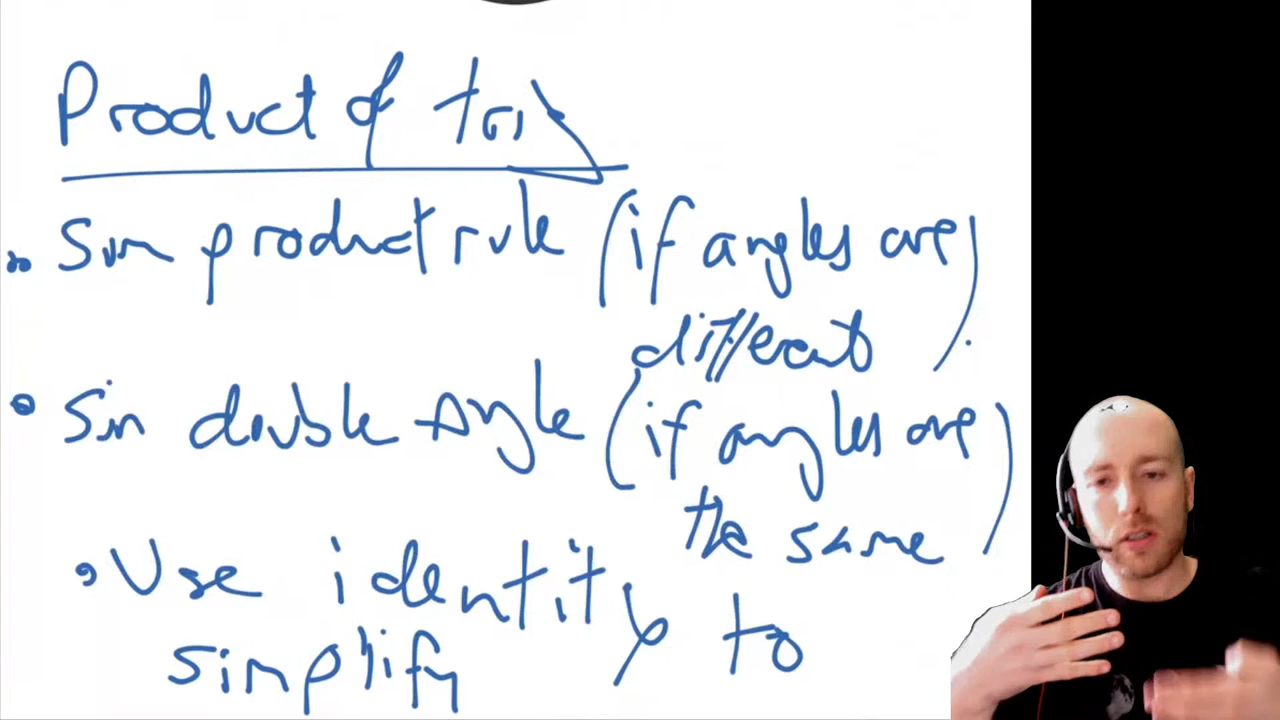 Product of trig
Sum product rule (if angles are
different)
Sin double Angle (if angles are
the same)
Use identity to
simplify